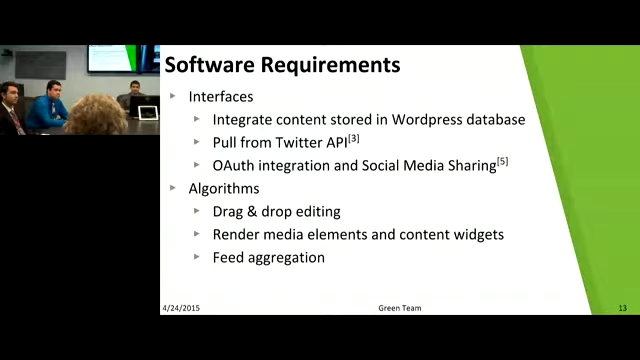 Software Requirements
Interfaces
Integrate content stored in Wordpress database
Pull from Twitter API[3]
OAuth integration and Social Media Sharing[5]
Algorithms
Drag & drop editing
Render media elements and content widgets
Feed aggregation
4/24/2015 Green Team 13